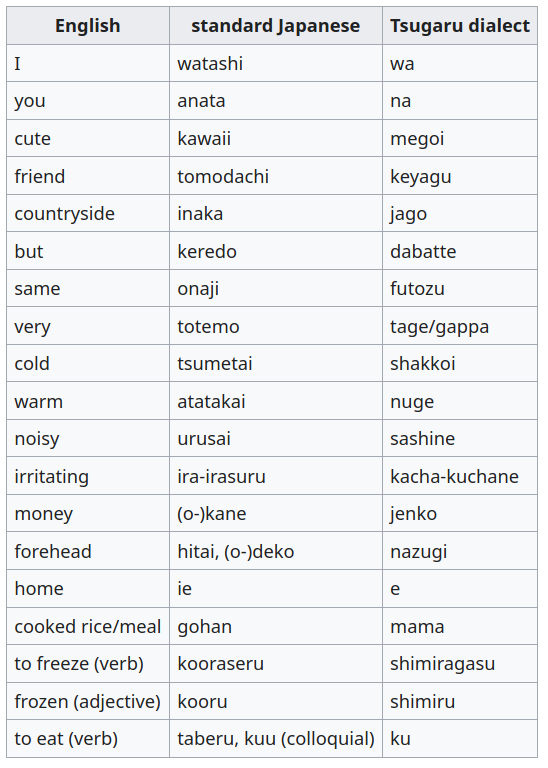 English standard Japanese Tsugaru dialect
I watashi wa
you anata na
cute kawaii megoi
friend tomodachi keyagu
countryside inaka jago
but keredo dabatte
same onaji futozu
very totemo tage/gappa
cold tsumetai shakkoi
warm atatakai nuge
noisy urusai sashine
irritating ira-irasuru kacha-kuchane
money (o-)kane jenko
forehead hitai, (o-)deko nazugi
home ie e
cooked rice/meal gohan mama
to freeze (verb) kooraseru shimiragasu
frozen (adjective) kooru shimiru
to eat (verb) taberu, kuu (colloquial) ku